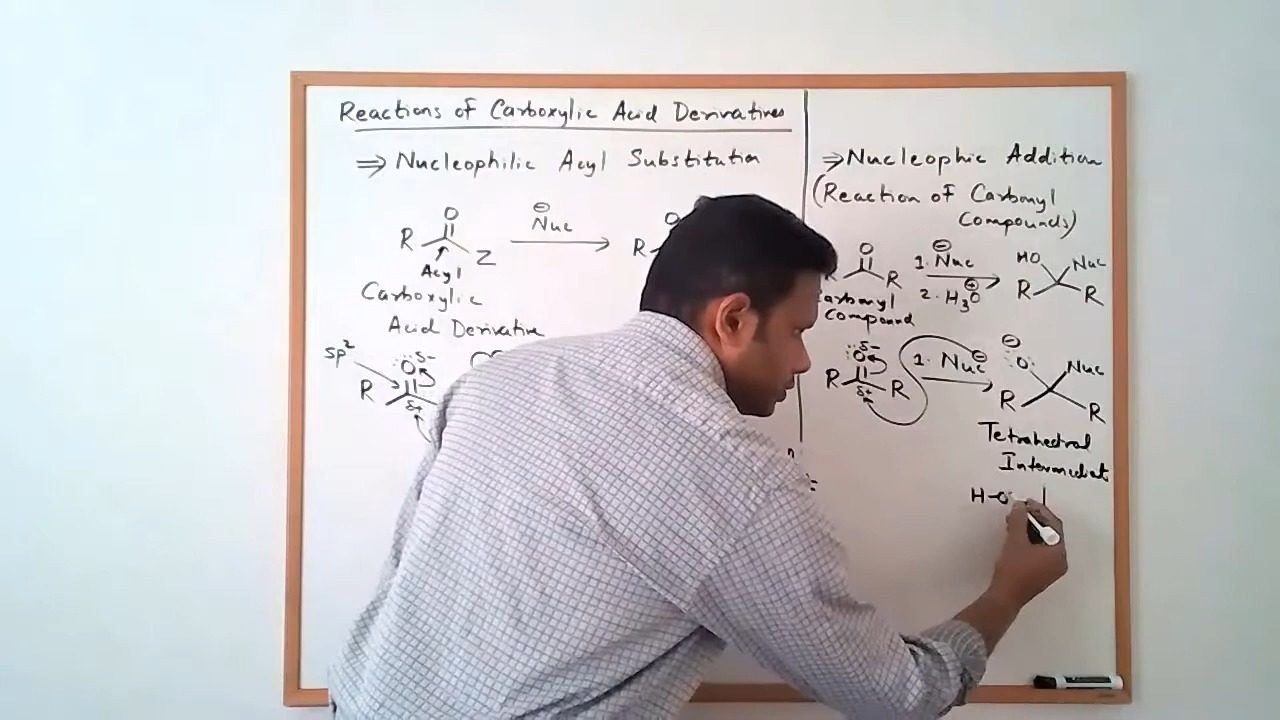 Reactions of Carboxylic Acid Derivatives
⇒ Nucleophilic Acyl Substitution
O
⊖
Nuc
O
R
Z
R
Acyl
Carboxylic
Acid Derivative
sp²
δ-
O
R
δ+
⇒ Nucleophic Addition
(Reaction of Carbonyl
Compounds)
O
R
R
⊖
1. Nuc
2. H₃O⊕
HO
Nuc
R
R
Carbonyl
Compound
δ-
O
R
δ+
R
1. Nuc⊖
⊖
O
Nuc
R
R
Tetrahedral
Intermediate
H-O